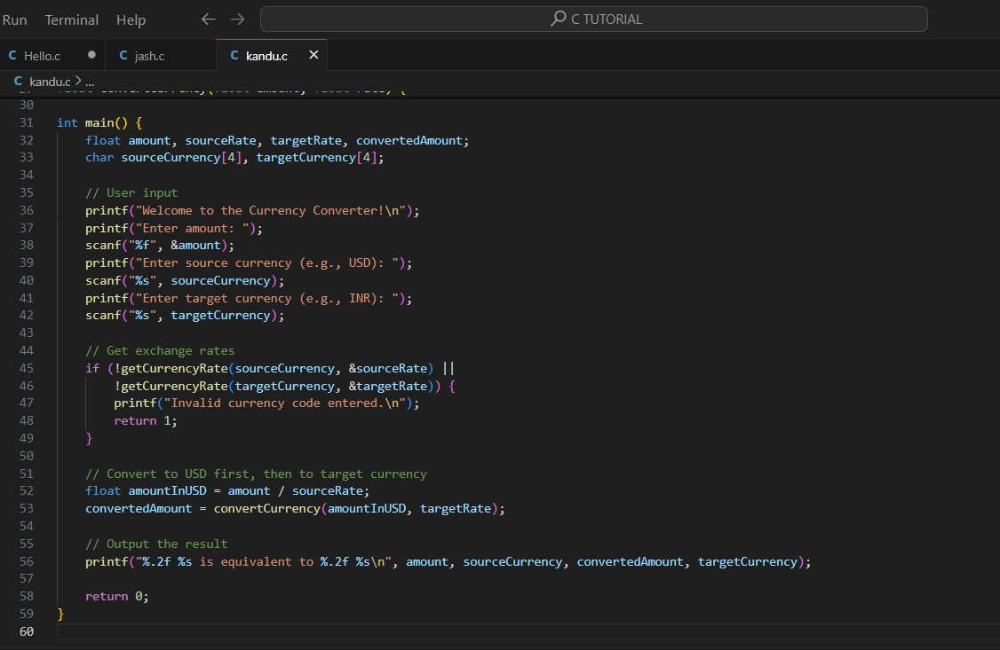 Run Terminal Help C TUTORIAL
Hello.c jash.c kandu.c
kandu.c > ...
30
31 int main() {
32 float amount, sourceRate, targetRate, convertedAmount;
33 char sourceCurrency[4], targetCurrency[4];
34
35 // User input
36 printf("Welcome to the Currency Converter!\n");
37 printf("Enter amount: ");
38 scanf("%f", &amount);
39 printf("Enter source currency (e.g., USD): ");
40 scanf("%s", sourceCurrency);
41 printf("Enter target currency (e.g., INR): ");
42 scanf("%s", targetCurrency);
43
44 // Get exchange rates
45 if (!getCurrencyRate(sourceCurrency, &sourceRate) ||
46 !getCurrencyRate(targetCurrency, &targetRate)) {
47 printf("Invalid currency code entered.\n");
48 return 1;
49 }
50
51 // Convert to USD first, then to target currency
52 float amountInUSD = amount / sourceRate;
53 convertedAmount = convertCurrency(amountInUSD, targetRate);
54
55 // Output the result
56 printf("%.2f %s is equivalent to %.2f %s\n", amount, sourceCurrency, convertedAmount, targetCurrency);
57
58 return 0;
59 }
60